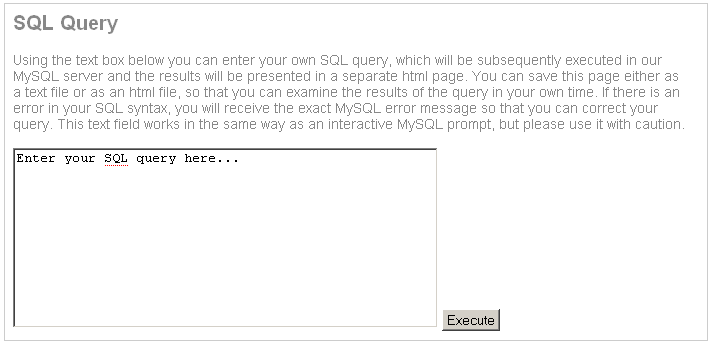 SQL Query
Using the text box below you can enter your own SQL query, which will be subsequently executed in our
MySQL server and the results will be presented in a separate html page. You can save this page either as
a text file or as an html file, so that you can examine the results of the query in your own time. If there is an
error in your SQL syntax, you will receive the exact MySQL error message so that you can correct your
query. This text field works in the same way as an interactive MySQL prompt, but please use it with caution.
Enter your SQL query here...
Execute